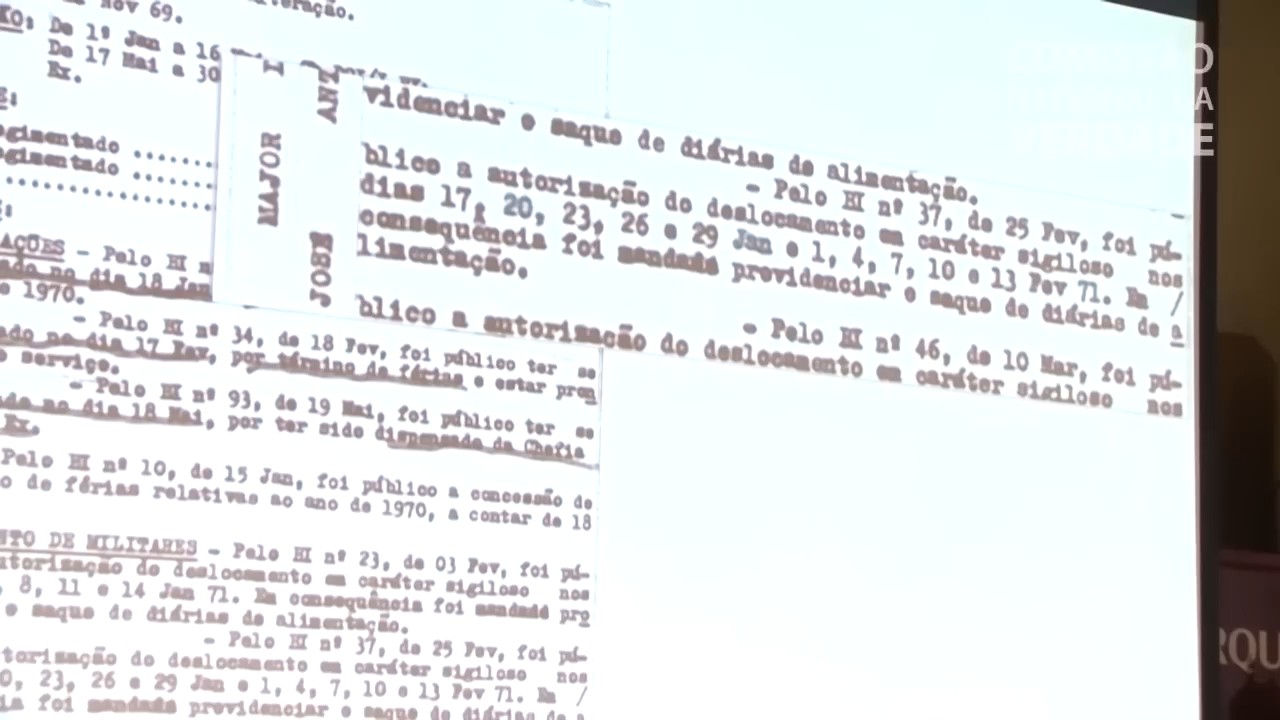 Nov 69.
eração.
ÃO: De 1º Jan a 16
De 17 Mai a 30
Ex.
S:
egimentado .......
egimentado .......
AÇÕES - Pelo BI n
ado no dia 18 Jan
e 1970.
- Pelo BI nº 34, de 18 Fev, foi público ter se
ado no dia 17 Fev, por término de férias e estar pron
o serviço.
- Pelo BI nº 93, de 19 Mai, foi público ter se
ado no dia 18 Mai, por ter sido dispensado da Chefia
Ex.
Pelo BI nº 10, de 15 Jan, foi público a concessão de
o de férias relativas ao ano de 1970, a contar de 18
NTO DE MILITARES - Pelo BI nº 23, de 03 Fev, foi pú-
utorização do deslocamento em caráter sigiloso nos
, 8, 11 e 14 Jan 71. Em consequência foi mandado pro
o saque de diárias de alimentação.
- Pelo BI nº 37, de 25 Fev, foi pú-
torização do deslocamento em caráter sigiloso nos
0, 23, 26 e 29 Jan e 1, 4, 7, 10 e 13 Fev 71. Em /
ia foi mandado providenciar o saque de diárias de a
MAJOR
JOSE
videnciar o saque de diárias de alimentação.
- Pelo BI nº 37, de 25 Fev, foi pú-
blico a autorização do deslocamento em caráter sigiloso nos
dias 17, 20, 23, 26 e 29 Jan e 1, 4, 7, 10 e 13 Fev 71. Em /
consequência foi mandado providenciar o saque de diárias de a
limentação.
- Pelo BI nº 46, de 10 Mar, foi pú-
blico a autorização do deslocamento em caráter sigiloso nos
RQU